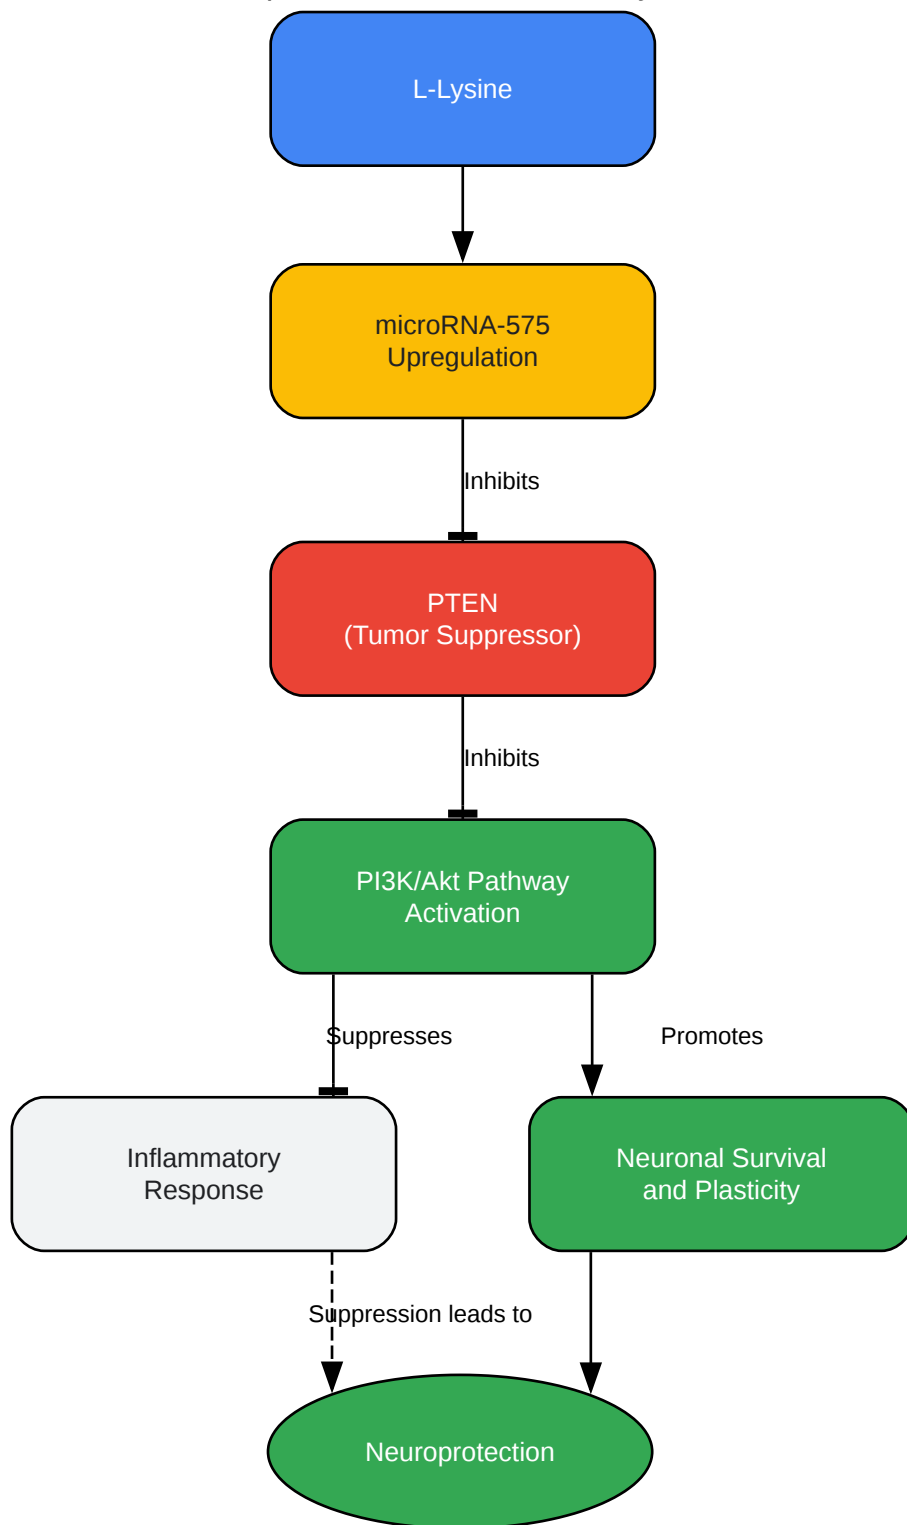 L-Lysine
microRNA-575
Upregulation
Inhibits
PTEN
(Tumor Suppressor)
Inhibits
PI3K/Akt Pathway
Activation
Suppresses
Promotes
Inflammatory
Response
Neuronal Survival
and Plasticity
Suppression leads to
Neuroprotection